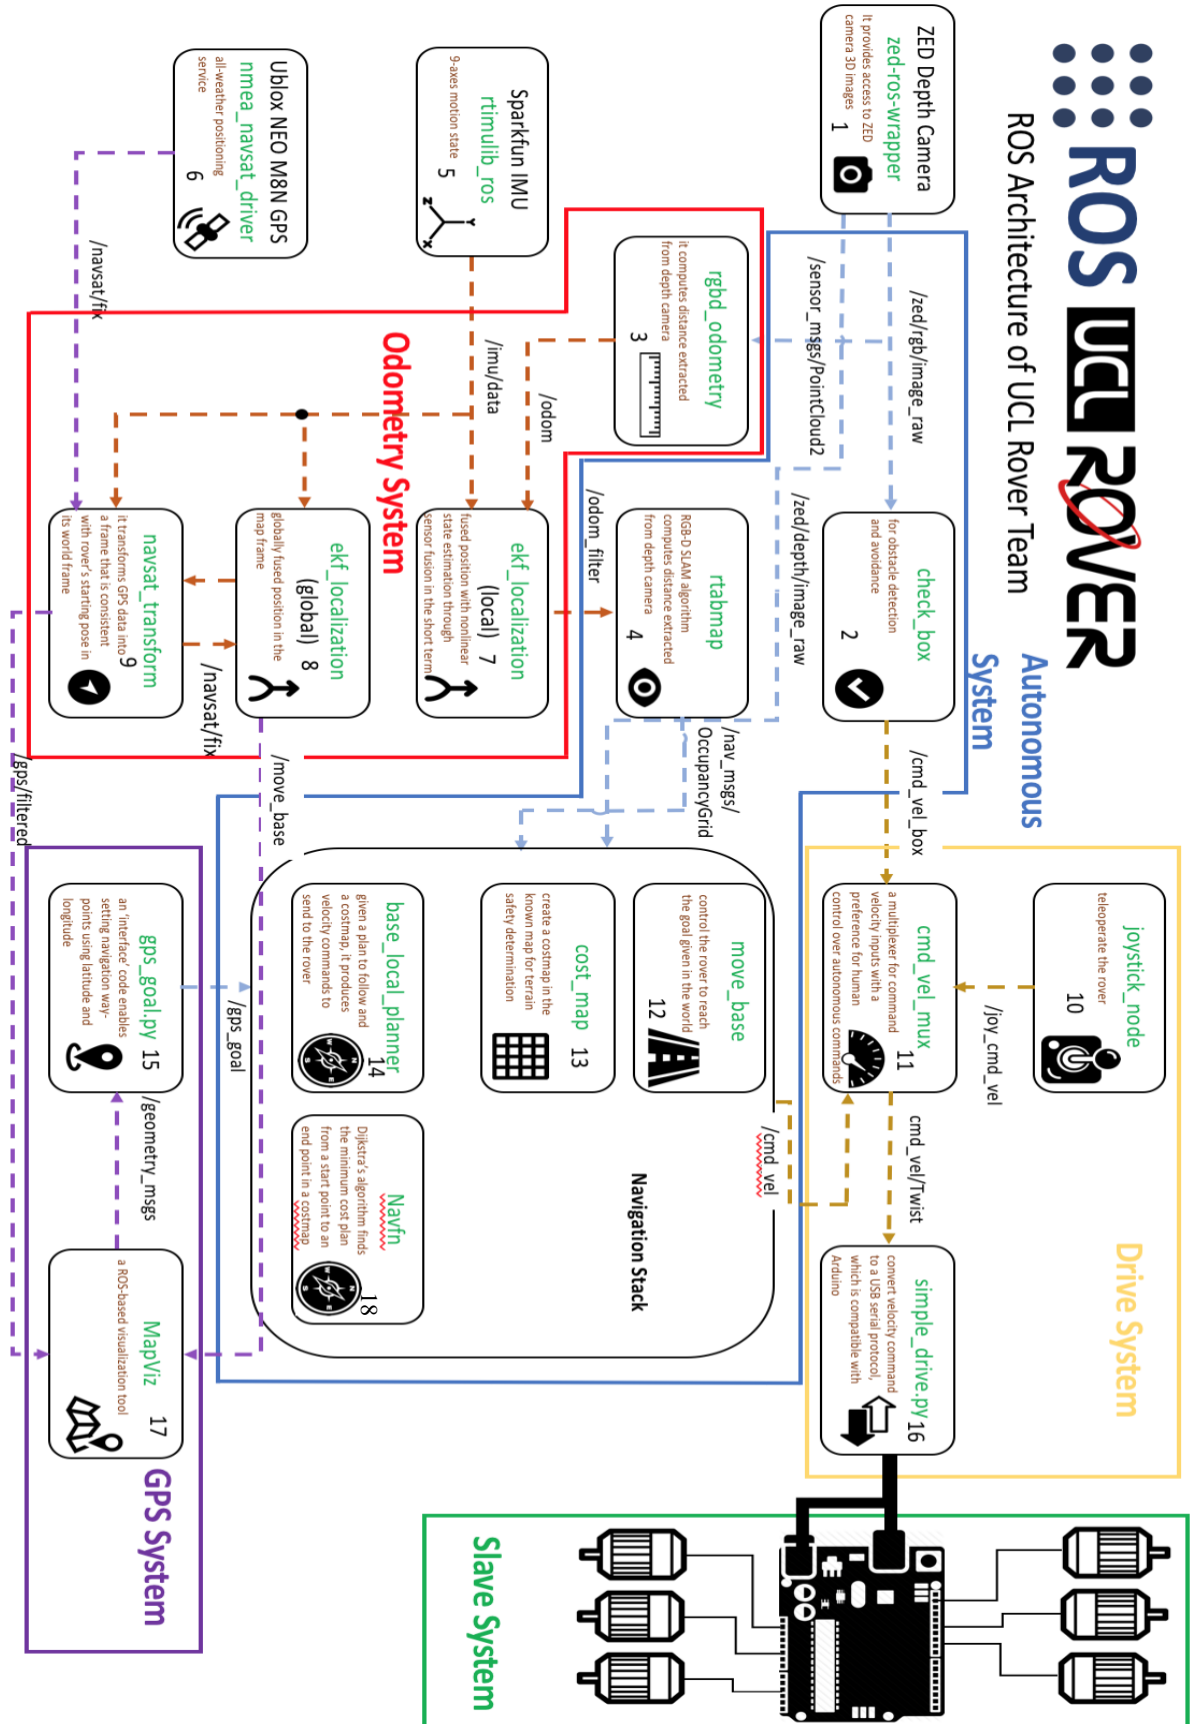 ROS
UCL
ROVER
ROS Architecture of UCL Rover Team
Autonomous
System
ZED Depth Camera
zed-ros-wrapper
It provides access to ZED
camera 3D images
1
/zed/rgb/image_raw
/sensor_msgs/PointCloud2
check_box
for obstacle detection
and avoidance
2
/cmd_vel_box
rgbd_odometry
it computes distance extracted
from depth camera
3
/zed/depth/image_raw
rtabmap
RGB-D SLAM algorithm
computes distance extracted
from depth camera
4
/nav_msgs/
OccupancyGrid
/odom
/odom_filter
Sparkfun IMU
rtimulib_ros
9-axes motion state
5
/imu/data
Odometry System
ekf_localization
(local)
7
fused position with nonlinear
state estimation through
sensor fusion in the short term
ekf_localization
(global)
8
globally fused position in the
map frame
Ublox NEO M8N GPS
nmea_navsat_driver
all-weather positioning
service
6
/navsat/fix
navsat_transform
it transforms GPS data into
a frame that is consistent
with rover's starting pose in
its world frame
9
/navsat/fix
/move_base
/gps/filtered
Drive System
joystick_node
teleoperate the rover
10
/joy_cmd_vel
cmd_vel_mux
a multiplexer for command
velocity inputs with a
preference for human
control over autonomous commands
11
cmd_vel/Twist
simple_drive.py
convert velocity command
to a USB serial protocol,
which is compatible with
Arduino
16
/cmd_vel
Navigation Stack
move_base
control the rover to reach
the goal given in the world
12
cost_map
create a costmap in the
known map for terrain
safety determination
13
base_local_planner
given a plan to follow and
a costmap, it produces
velocity commands to
send to the rover
14
Navfn
Dijkstra's algorithm finds
the minimum cost plan
from a start point to an
end point in a costmap
18
/gps_goal
gps_goal.py
an 'interface' code enables
setting navigation way-
points using latitude and
longitude
15
/geometry_msgs
MapViz
a ROS-based visualization tool
17
GPS System
Slave System